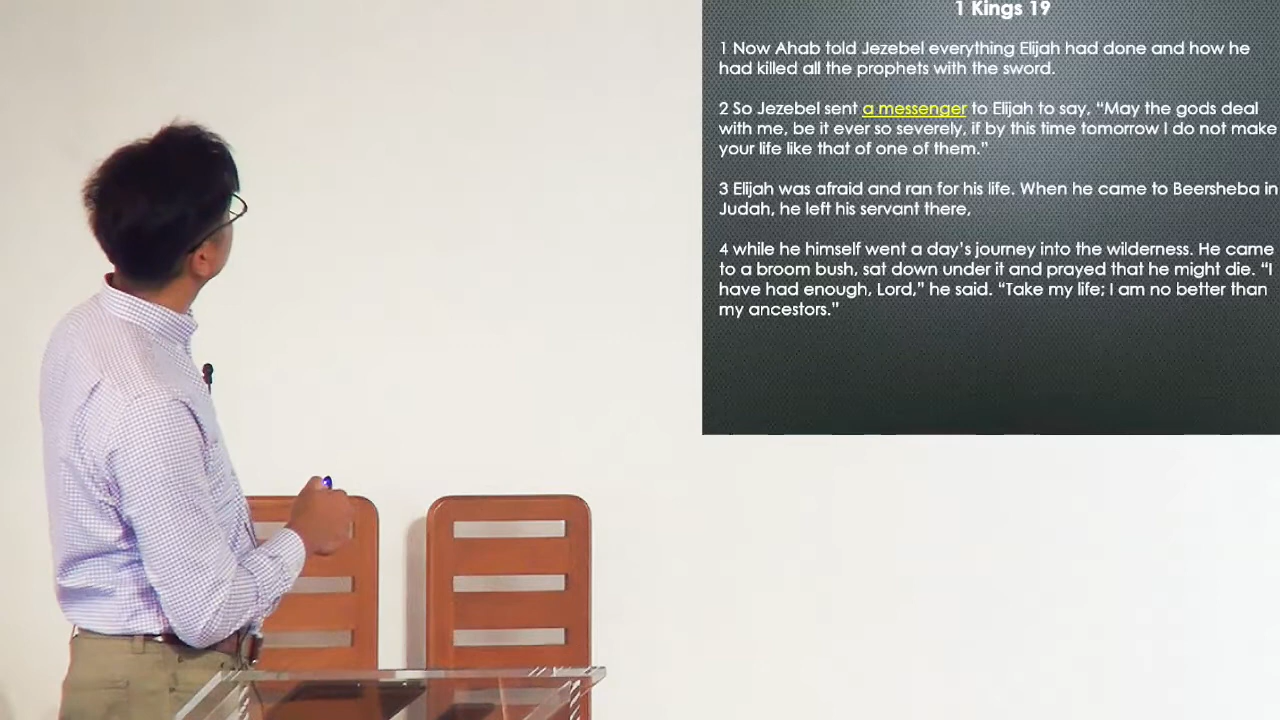 1 Kings 19
1 Now Ahab told Jezebel everything Elijah had done and how he
had killed all the prophets with the sword.
2 So Jezebel sent a messenger to Elijah to say, “May the gods deal
with me, be it ever so severely, if by this time tomorrow I do not make
your life like that of one of them.”
3 Elijah was afraid and ran for his life. When he came to Beersheba in
Judah, he left his servant there,
4 while he himself went a day’s journey into the wilderness. He came
to a broom bush, sat down under it and prayed that he might die. “I
have had enough, Lord,” he said. “Take my life; I am no better than
my ancestors.”